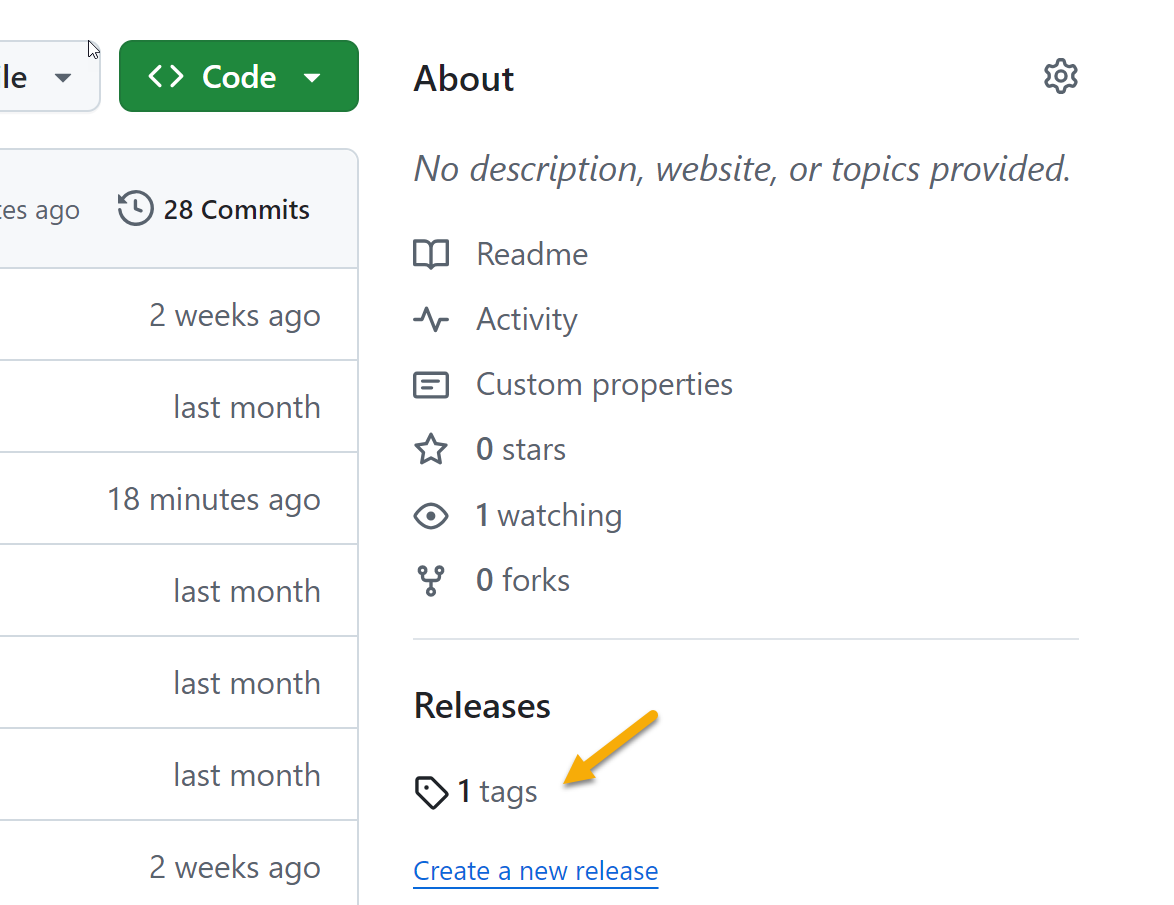 le
Code
About
No description, website, or topics provided.
es ago
28 Commits
Readme
2 weeks ago
Activity
Custom properties
last month
0 stars
18 minutes ago
1 watching
last month
0 forks
last month
Releases
last month
1 tags
2 weeks ago
Create a new release